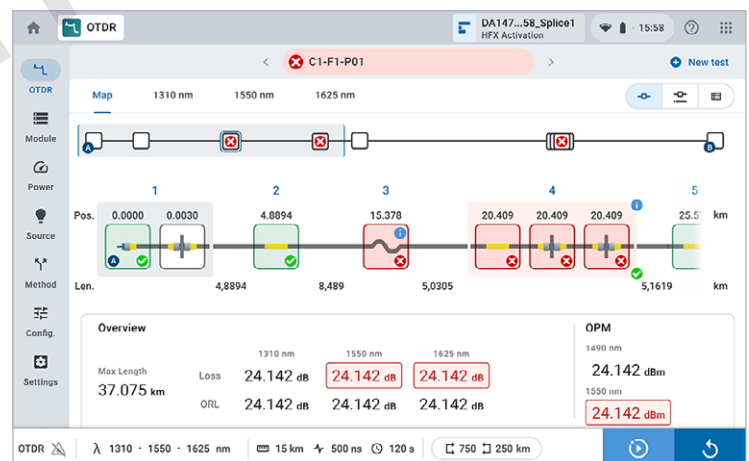 OTDR
DA147...58_Splice1
HFX Activation
15:58
C1-F1-P01
New test
OTDR
Module
Power
Source
Method
Config.
Settings
Map 1310 nm 1550 nm 1625 nm
A B
1 2 3 4 5
Pos. 0.0000 0.0030 4.8894 15.378 20.409 20.409 20.409 25.5 km
A
Len. 4,8894 8,489 5,0305 5,1619 km
Overview
1310 nm 1550 nm 1625 nm
Max Length
37.075 km
Loss 24.142 dB 24.142 dB 24.142 dB
ORL 24.142 dB 24.142 dB 24.142 dB
OPM
1490 nm
24.142 dBm
1550 nm
24.142 dBm
OTDR λ 1310 · 1550 · 1625 nm 15 km 500 ns 120 s 750 250 km